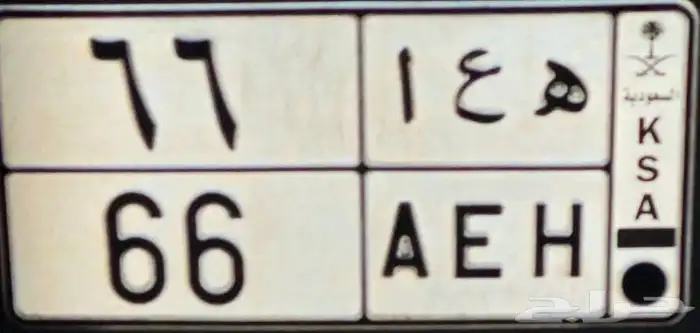 ٦٦
ه ع ا
السعودية
66
AEH
KSA
حراج